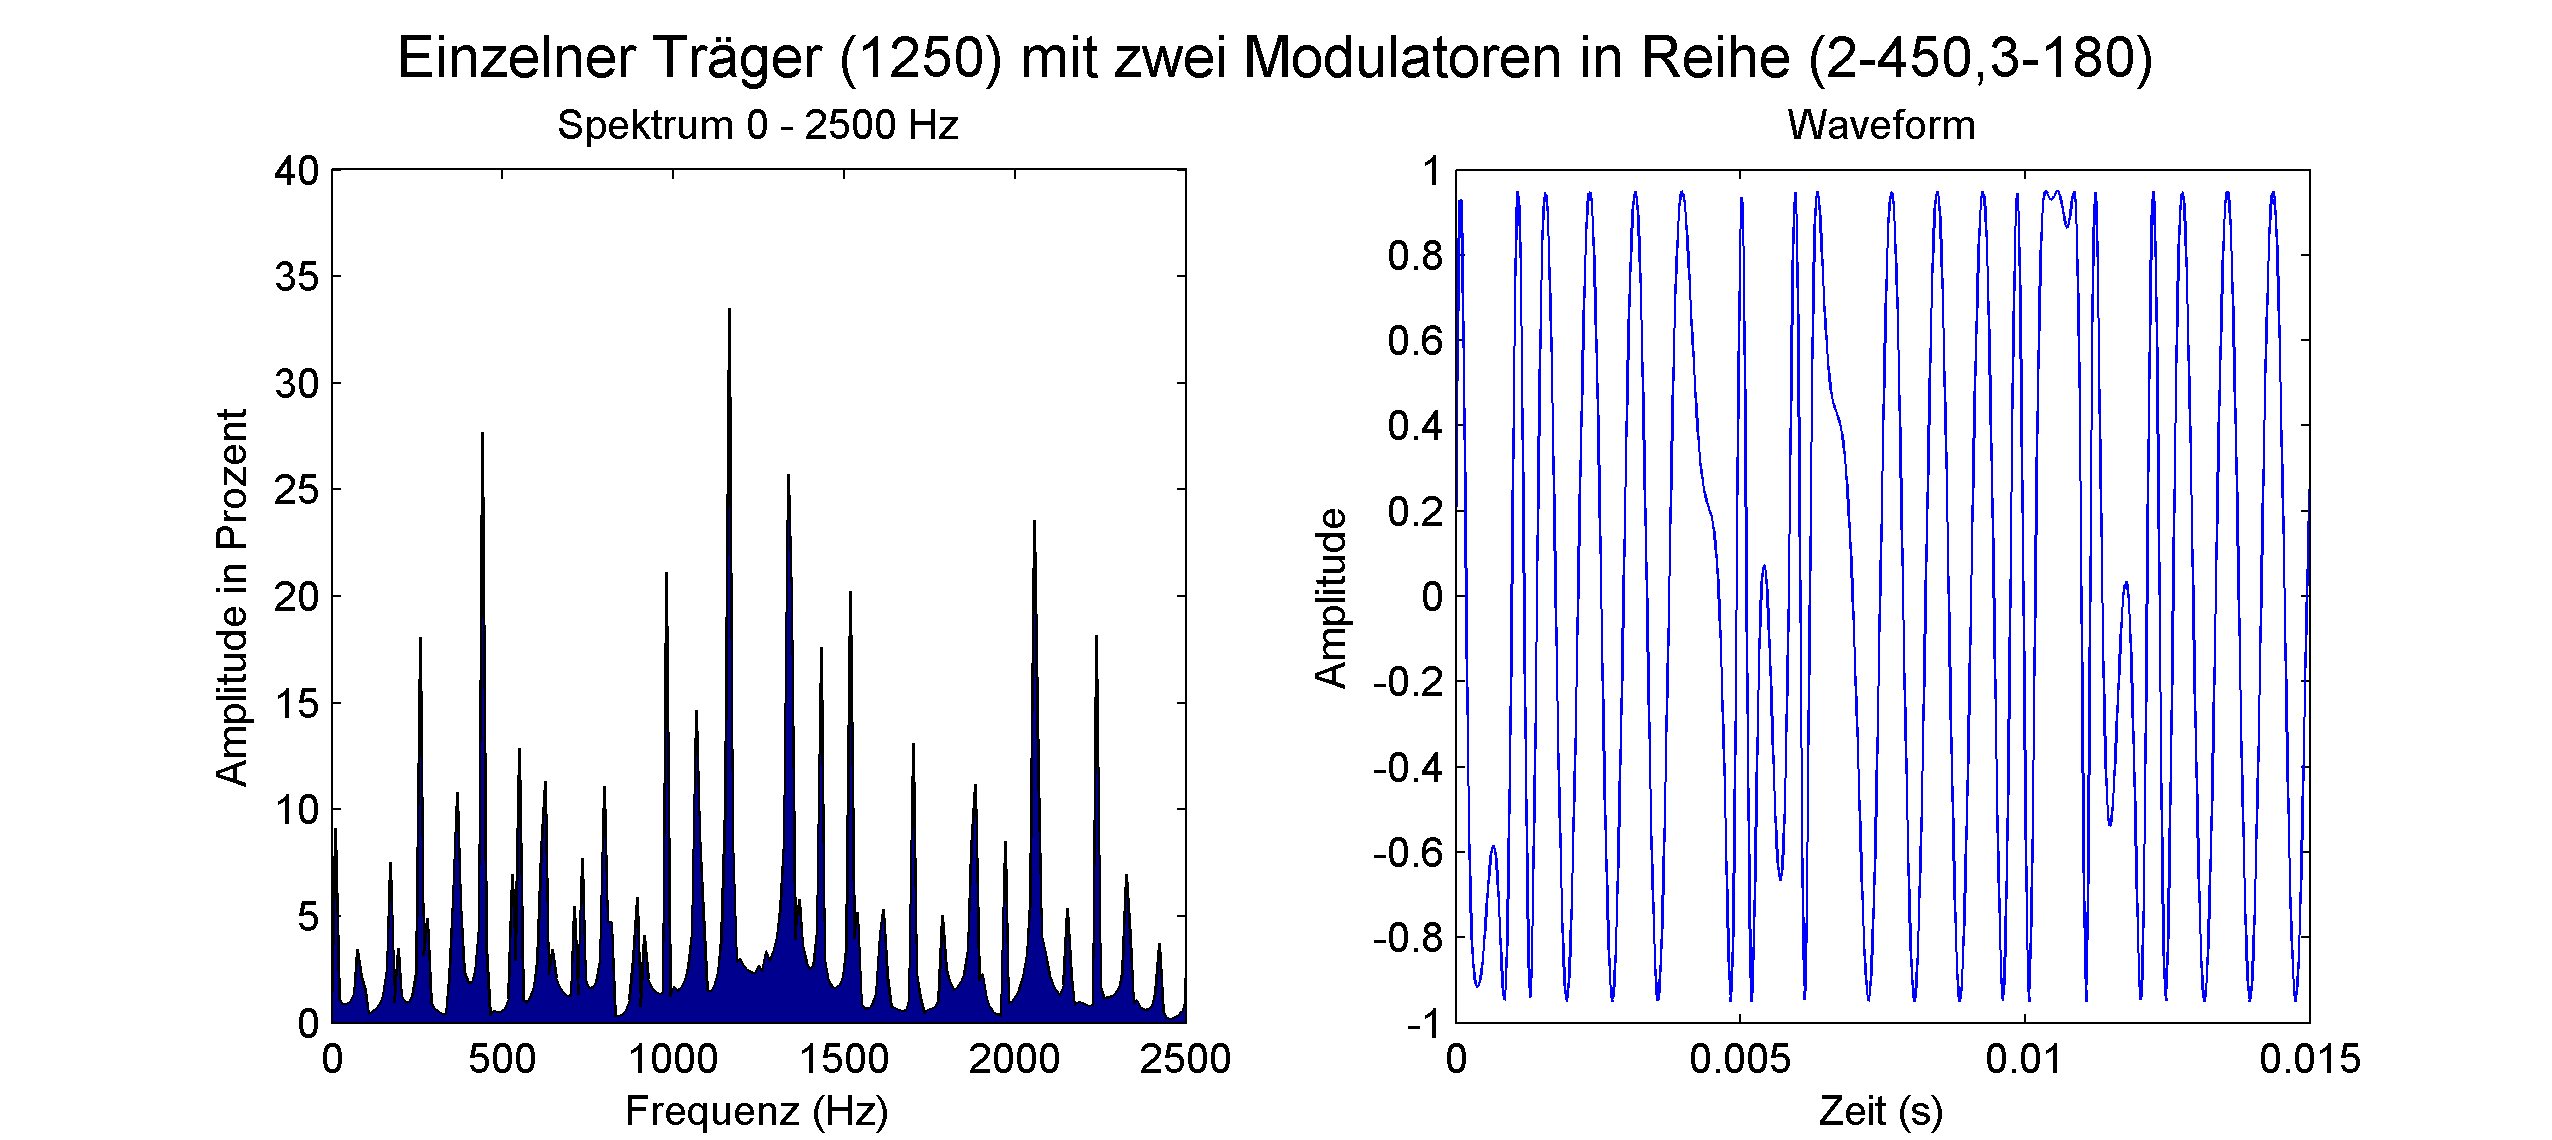 Einzelner Träger (1250) mit zwei Modulatoren in Reihe (2-450,3-180)
Spektrum 0 - 2500 Hz
Amplitude in Prozent
40
35
30
25
20
15
10
5
0
0 500 1000 1500 2000 2500
Frequenz (Hz)
Waveform
Amplitude
1
0.8
0.6
0.4
0.2
0
-0.2
-0.4
-0.6
-0.8
-1
0 0.005 0.01 0.015
Zeit (s)